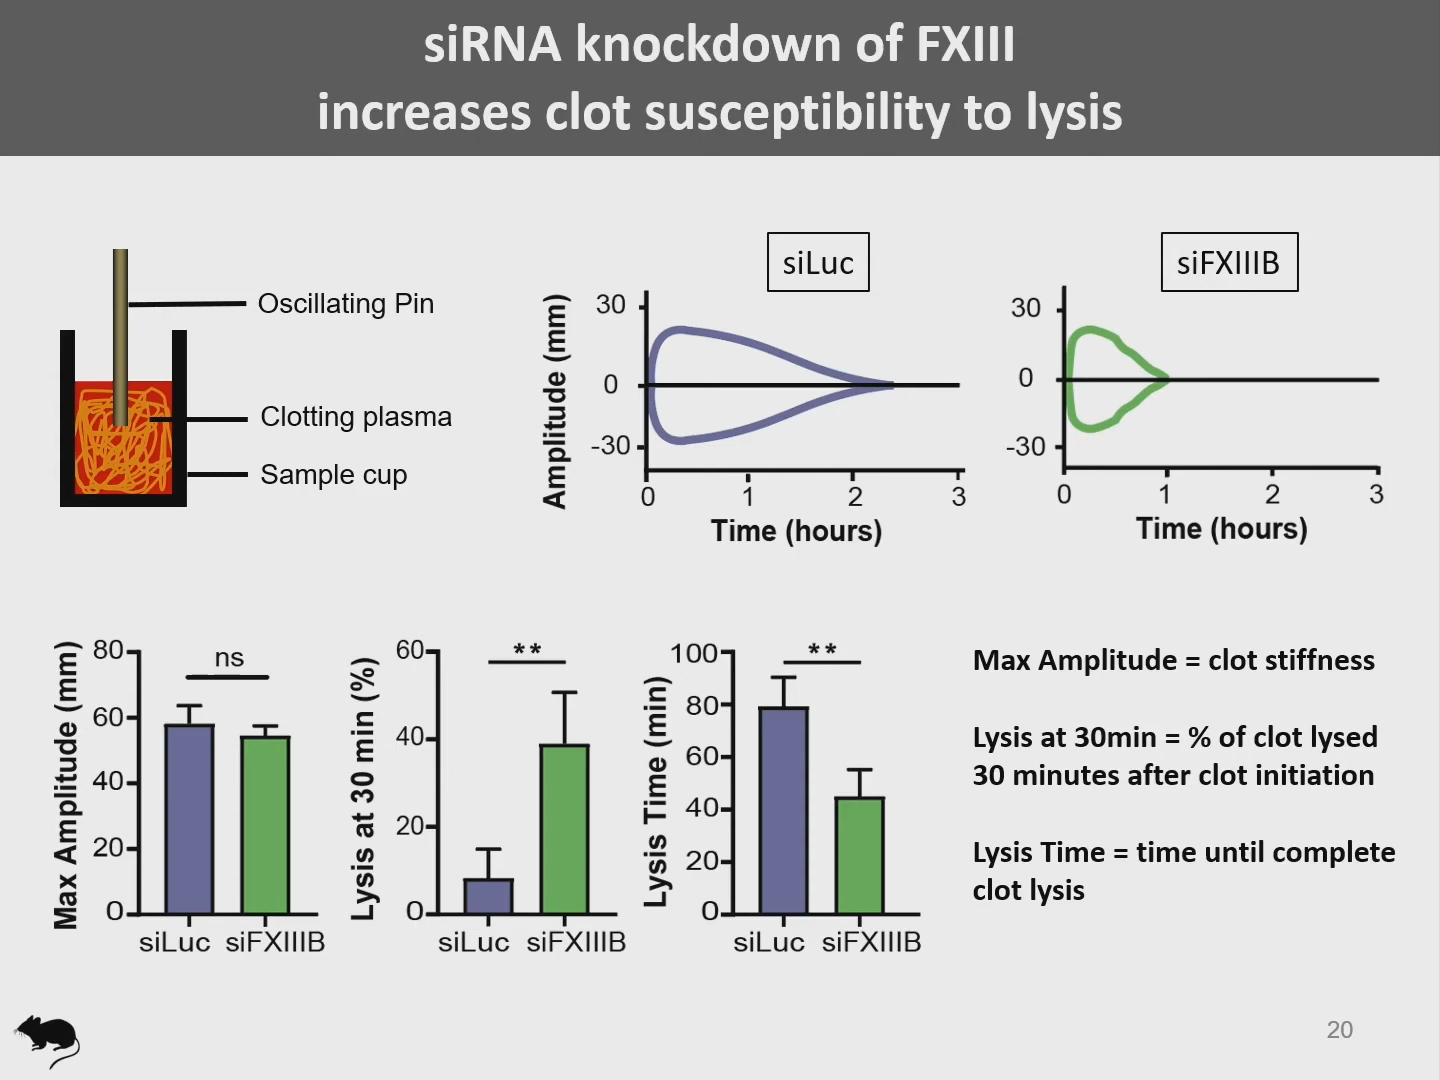 siRNA knockdown of FXIII
increases clot susceptibility to lysis
Oscillating Pin
Clotting plasma
Sample cup
siLuc
Amplitude (mm)
30
0
-30
0 1 2 3
Time (hours)
siFXIIIB
30
0
-30
0 1 2 3
Time (hours)
Max Amplitude (mm)
80
60
40
20
0
ns
siLuc siFXIIIB
Lysis at 30 min (%)
60
40
20
0
**
siLuc siFXIIIB
Lysis Time (min)
100
80
60
40
20
0
**
siLuc siFXIIIB
Max Amplitude = clot stiffness
Lysis at 30min = % of clot lysed
30 minutes after clot initiation
Lysis Time = time until complete
clot lysis
20